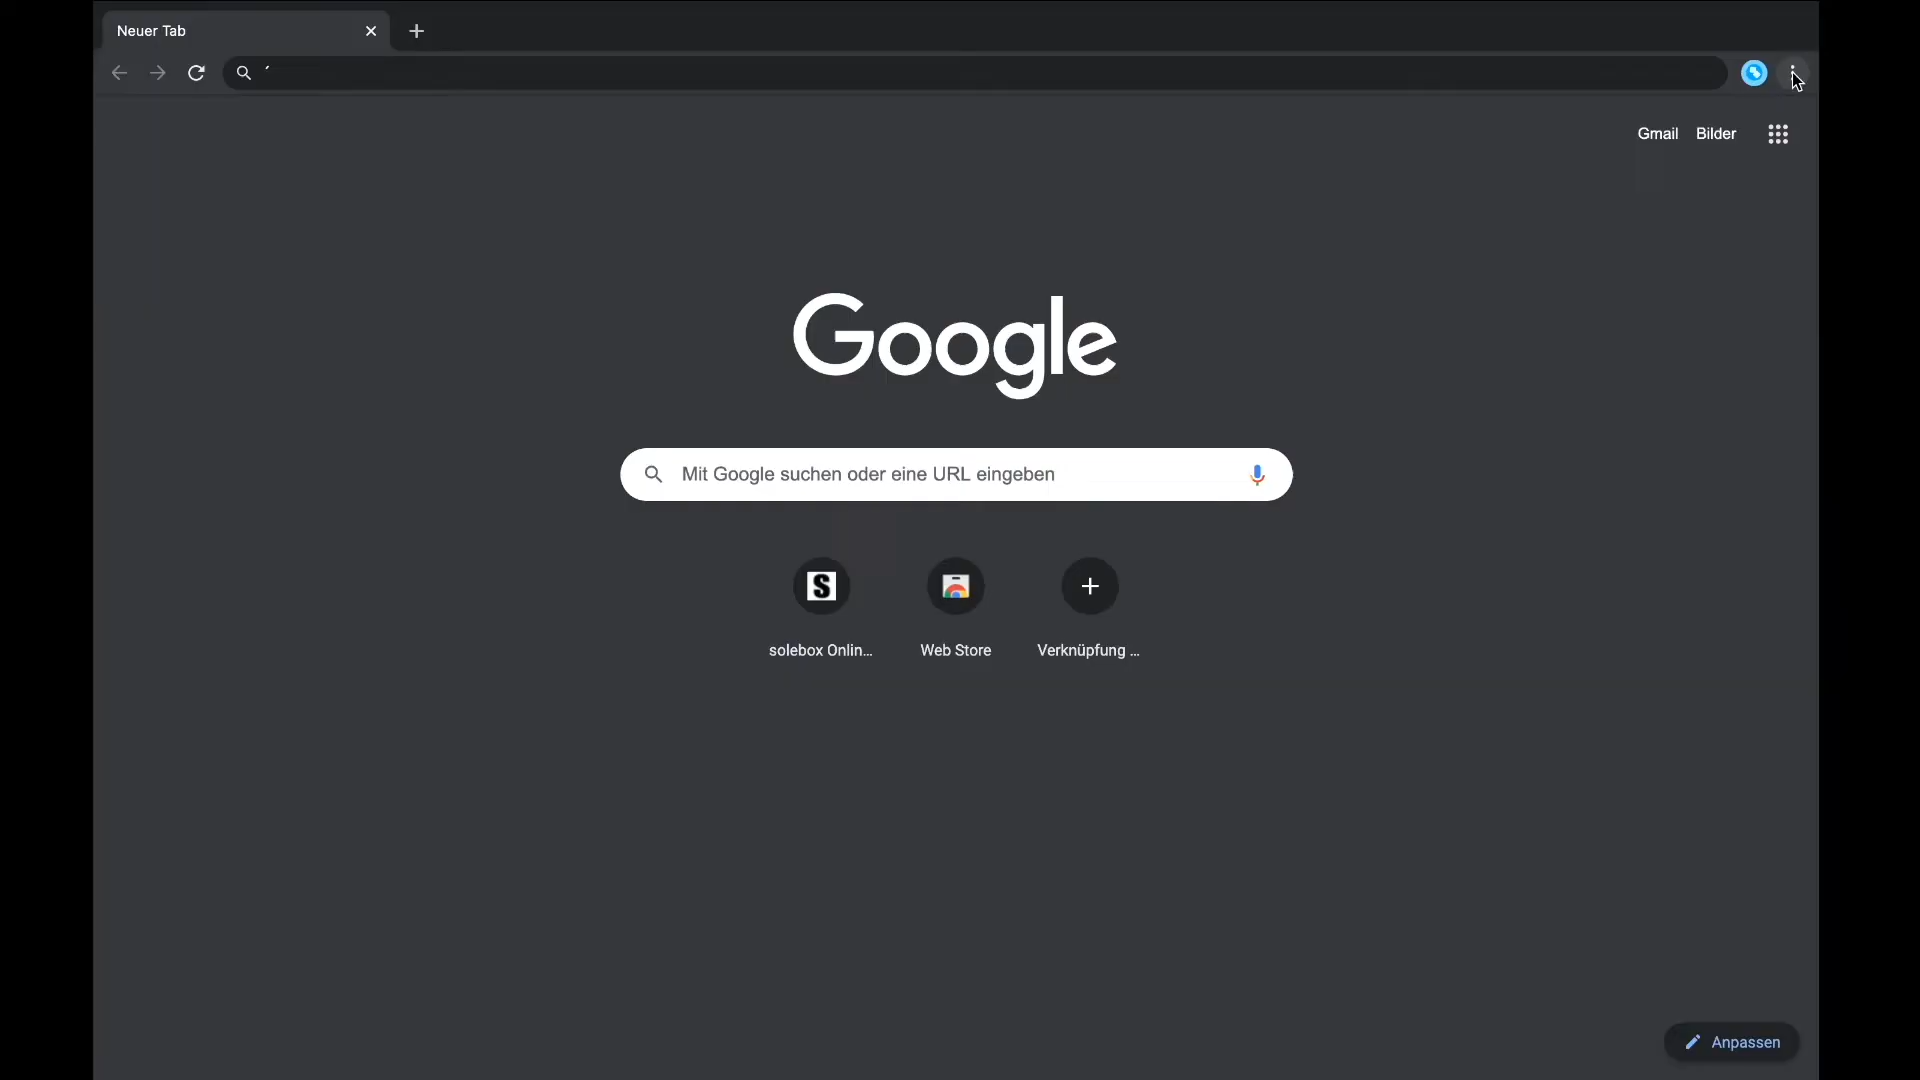 Neuer Tab
Gmail Bilder
Google
Mit Google suchen oder eine URL eingeben
S
solebox Onlin... Web Store Verknüpfung ...
Anpassen